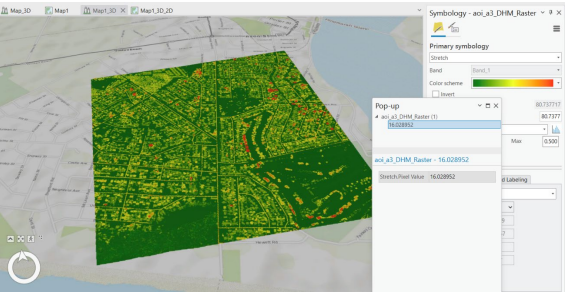 Map_3D
Map1
Map1_3D
Map1_3D_2D
Symbology - aoi_a3_DHM_Raster
Primary symbology
Stretch
Band
Band_1
Color scheme
Invert
80.737717
80.7377
Max
0.500
d Labeling
Pop-up
aoi_a3_DHM_Raster (1)
16.028952
aoi_a3_DHM_Raster - 16.028952
Stretch.Pixel Value 16.028952